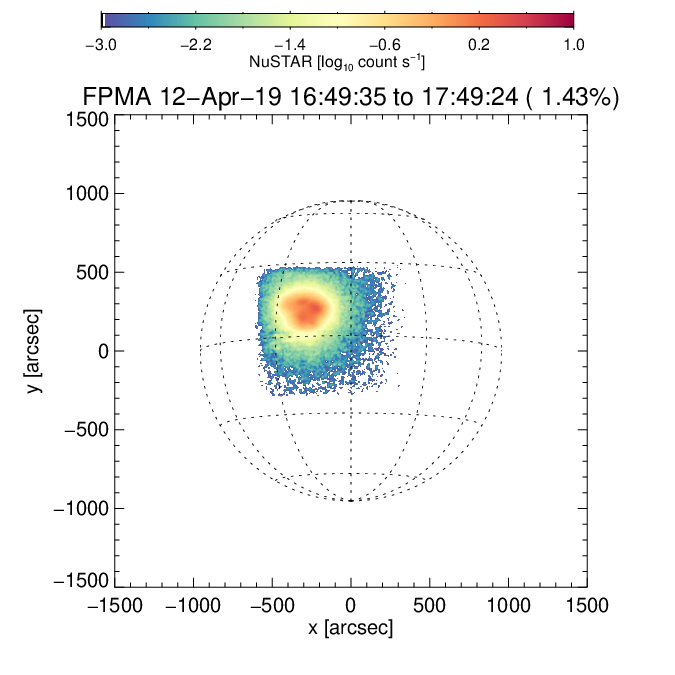 −3.0 −2.2 −1.4 −0.6 0.2 1.0
NuSTAR [log10 count s−1]
FPMA 12−Apr−19 16:49:35 to 17:49:24 ( 1.43%)
1500
1000
500
0
−500
−1000
−1500
y [arcsec]
−1500 −1000 −500 0 500 1000 1500
x [arcsec]